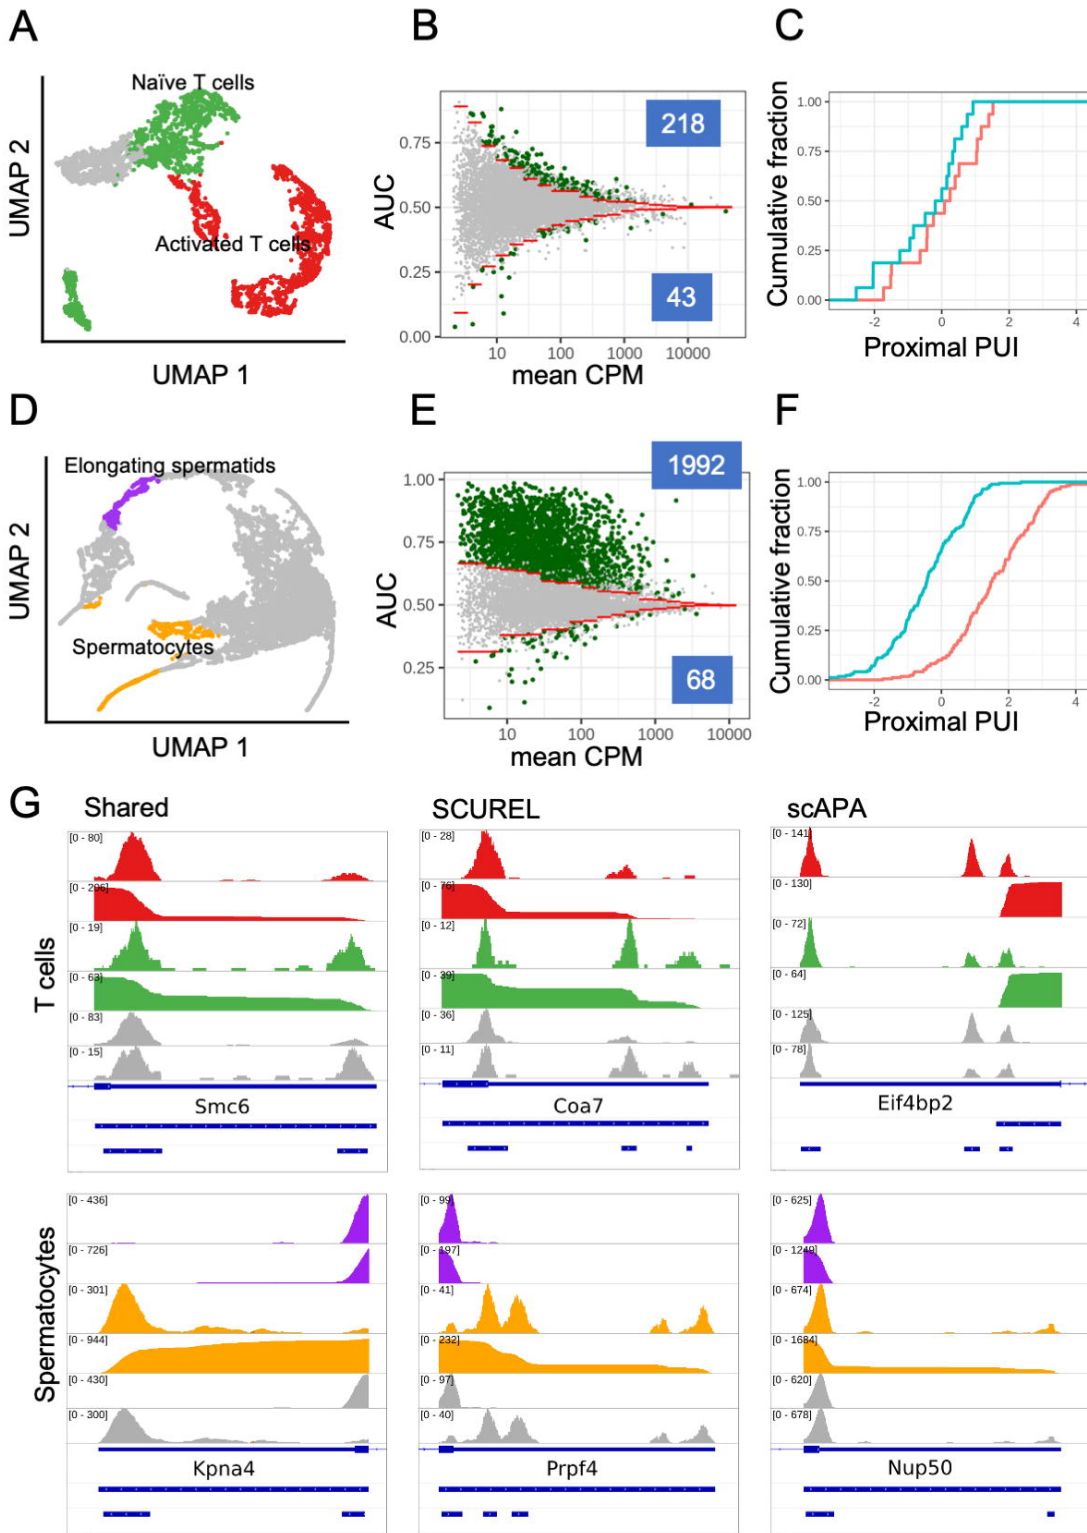 A
Naïve T cells
Activated T cells
UMAP 2
UMAP 1
B
218
43
AUC
0.75
0.50
0.25
0.00
10 100 1000 10000
mean CPM
C
Cumulative fraction
1.00
0.75
0.50
0.25
0.00
-2 0 2 4
Proximal PUI
D
Elongating spermatids
Spermatocytes
UMAP 2
UMAP 1
E
1992
68
AUC
1.00
0.75
0.50
0.25
10 100 1000 10000
mean CPM
F
Cumulative fraction
1.00
0.75
0.50
0.25
0.00
-2 0 2 4
Proximal PUI
G
Shared SCUREL scAPA
T cells
[0 - 80]
[0 - 206]
[0 - 19]
[0 - 63]
[0 - 83]
[0 - 15]
Smc6
[0 - 28]
[0 - 76]
[0 - 12]
[0 - 39]
[0 - 36]
[0 - 11]
Coa7
[0 - 141]
[0 - 130]
[0 - 72]
[0 - 64]
[0 - 125]
[0 - 78]
Eif4bp2
Spermatocytes
[0 - 436]
[0 - 726]
[0 - 301]
[0 - 944]
[0 - 430]
[0 - 300]
Kpna4
[0 - 99]
[0 - 197]
[0 - 41]
[0 - 232]
[0 - 97]
[0 - 40]
Prpf4
[0 - 625]
[0 - 1249]
[0 - 674]
[0 - 1684]
[0 - 620]
[0 - 678]
Nup50